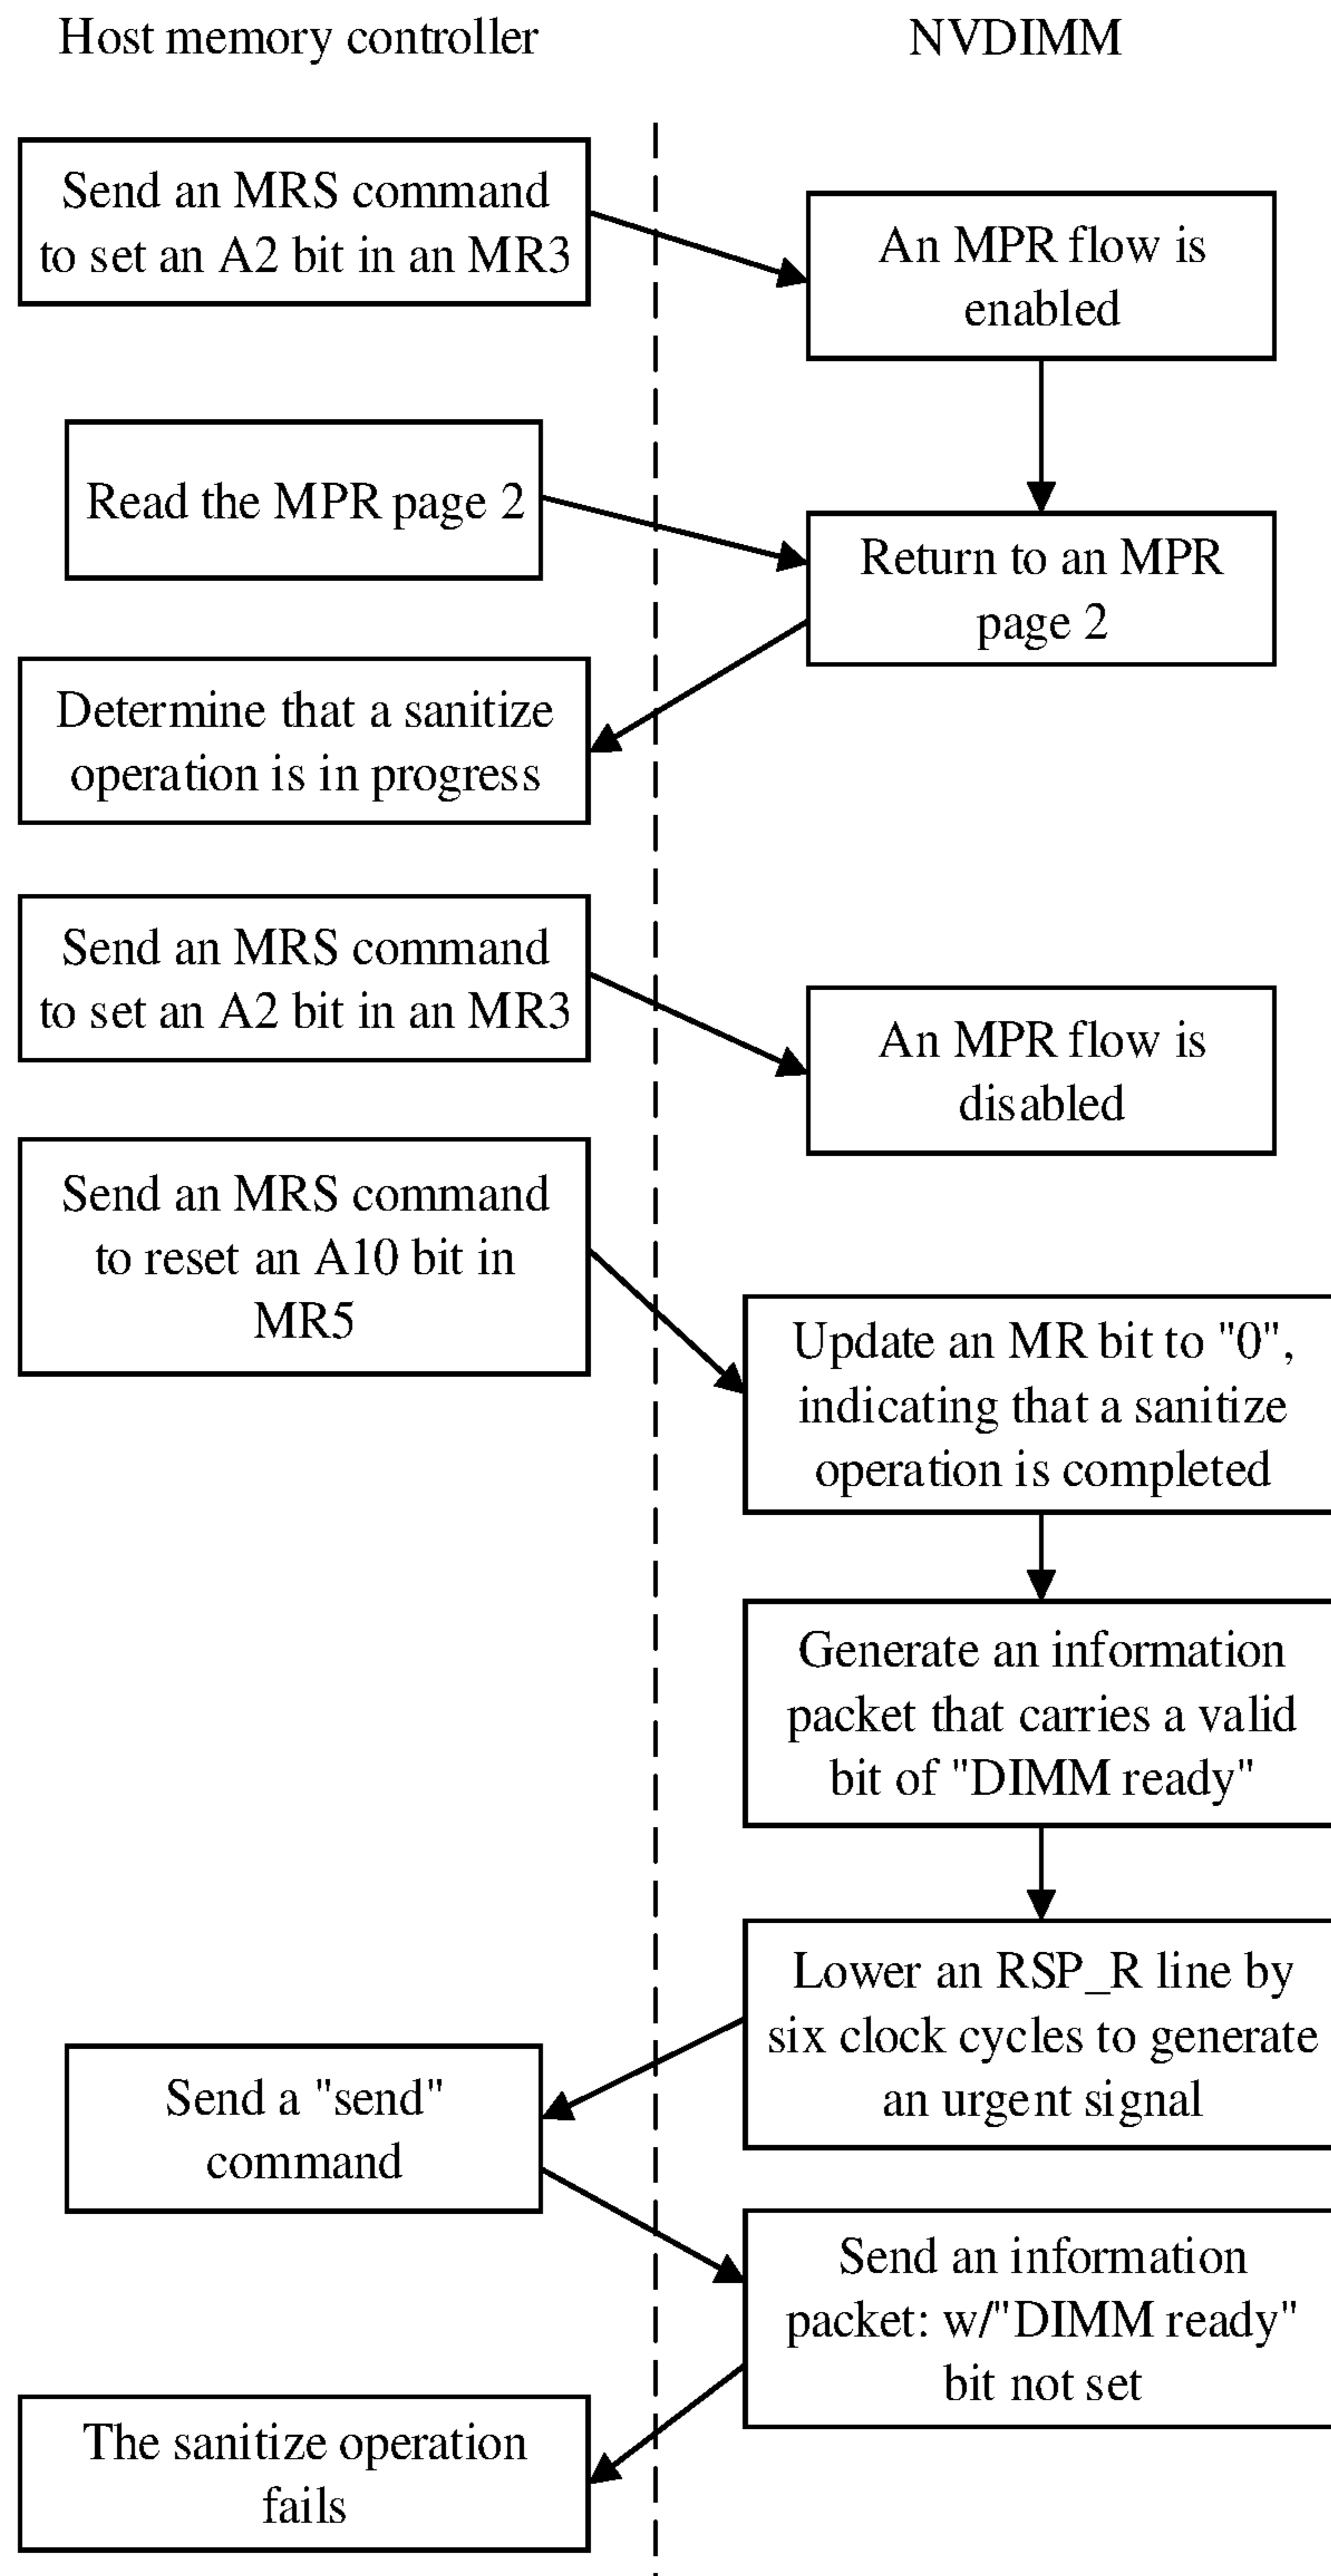 Host memory controller
NVDIMM
Send an MRS command
to set an A2 bit in an MR3
An MPR flow is
enabled
Read the MPR page 2
Return to an MPR
page 2
Determine that a sanitize
operation is in progress
Send an MRS command
to set an A2 bit in an MR3
An MPR flow is
disabled
Send an MRS command
to reset an A10 bit in
MR5
Update an MR bit to "0",
indicating that a sanitize
operation is completed
Generate an information
packet that carries a valid
bit of "DIMM ready"
Lower an RSP_R line by
six clock cycles to generate
an urgent signal
Send a "send"
command
Send an information
packet: w/"DIMM ready"
bit not set
The sanitize operation
fails